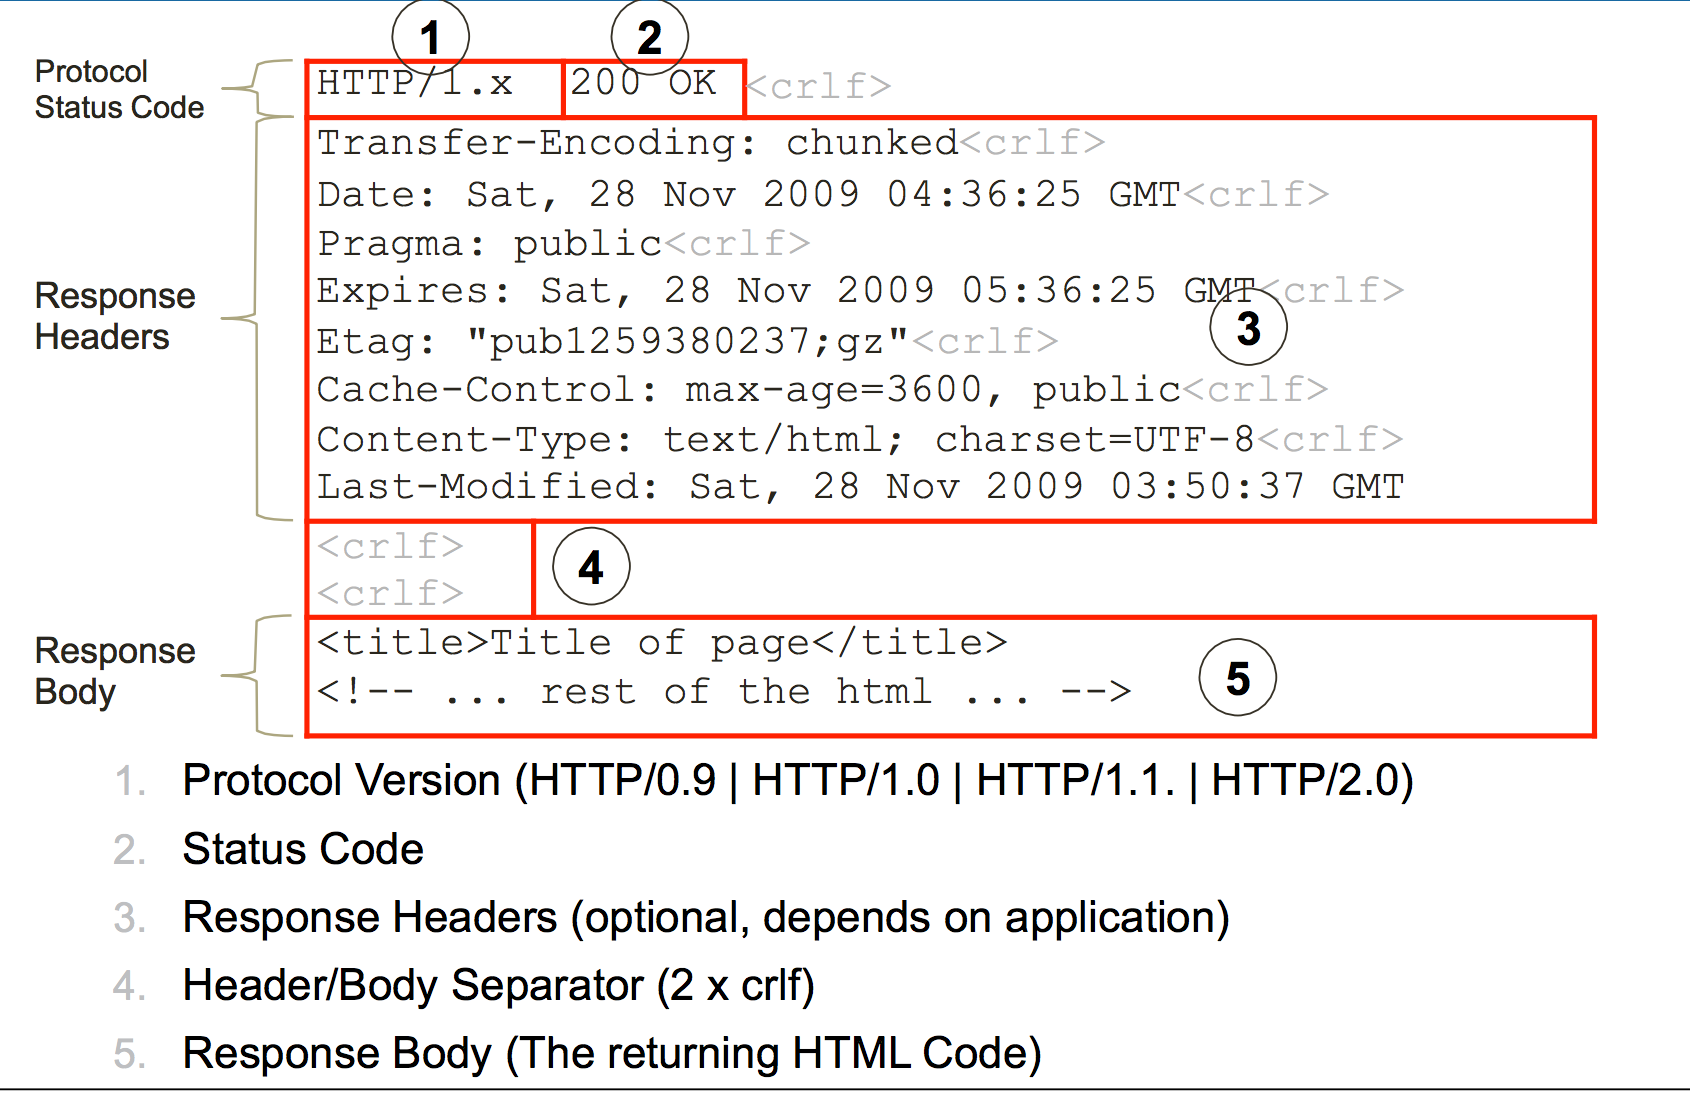 1
2
Protocol
Status Code
HTTP/1.x 200 OK <crlf>
Transfer-Encoding: chunked<crlf>
Date: Sat, 28 Nov 2009 04:36:25 GMT<crlf>
Pragma: public<crlf>
Expires: Sat, 28 Nov 2009 05:36:25 GMT<crlf>
Response
Headers
3
Etag: "pub1259380237;gz"<crlf>
Cache-Control: max-age=3600, public<crlf>
Content-Type: text/html; charset=UTF-8<crlf>
Last-Modified: Sat, 28 Nov 2009 03:50:37 GMT
<crlf>
4
<crlf>
Response
Body
<title>Title of page</title>
<!-- ... rest of the html ... -->
5
1. Protocol Version (HTTP/0.9 | HTTP/1.0 | HTTP/1.1. | HTTP/2.0)
2. Status Code
3. Response Headers (optional, depends on application)
4. Header/Body Separator (2 x crlf)
5. Response Body (The returning HTML Code)